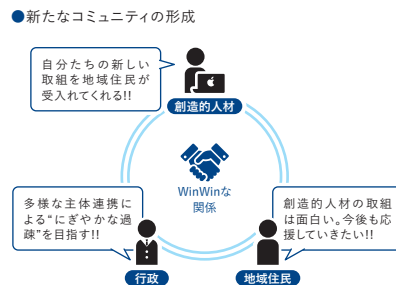 ●新たなコミュニティの形成
自分たちの新しい
取組を地域住民が
受入れてくれる!!
創造的人材
WinWinな
関係
多様な主体連携に
よる“にぎやかな過
疎”を目指す!!
創造的人材の取組
は面白い。今後も応
援していきたい!!
行政
地域住民